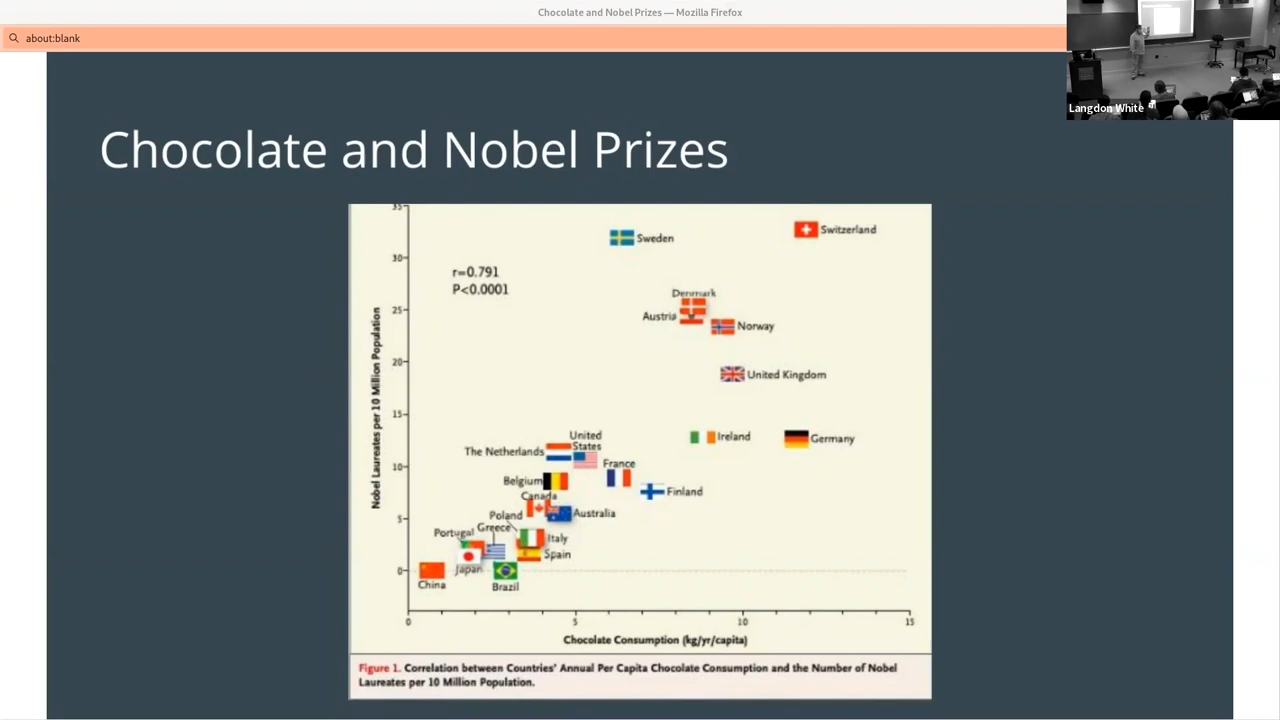 Chocolate and Nobel Prizes — Mozilla Firefox
about:blank
Langdon White
Chocolate and Nobel Prizes
35
30
25
20
15
10
5
0
Nobel Laureates per 10 Million Population
r=0.791
P<0.0001
Sweden
Switzerland
Denmark
Austria
Norway
United Kingdom
Ireland
Germany
United
States
The Netherlands
France
Belgium
Finland
Canada
Poland
Australia
Greece
Portugal
Italy
Spain
Japan
China
Brazil
0
5
10
15
Chocolate Consumption (kg/yr/capita)
Figure 1. Correlation between Countries' Annual Per Capita Chocolate Consumption and the Number of Nobel
Laureates per 10 Million Population.